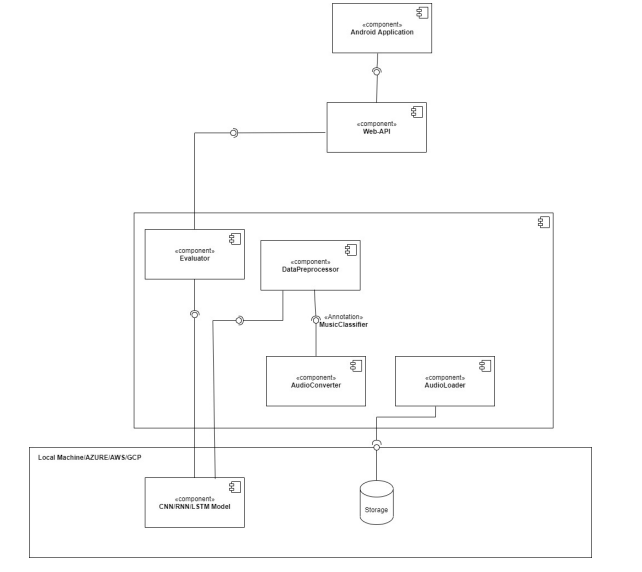 «component»
Android Application
«component»
Web-API
«component»
Evaluator
«component»
DataPreprocessor
«Annotation»
MusicClassifier
«component»
AudioConverter
«component»
AudioLoader
Local Machine/AZURE/AWS/GCP
«component»
CNN/RNN/LSTM Model
Storage